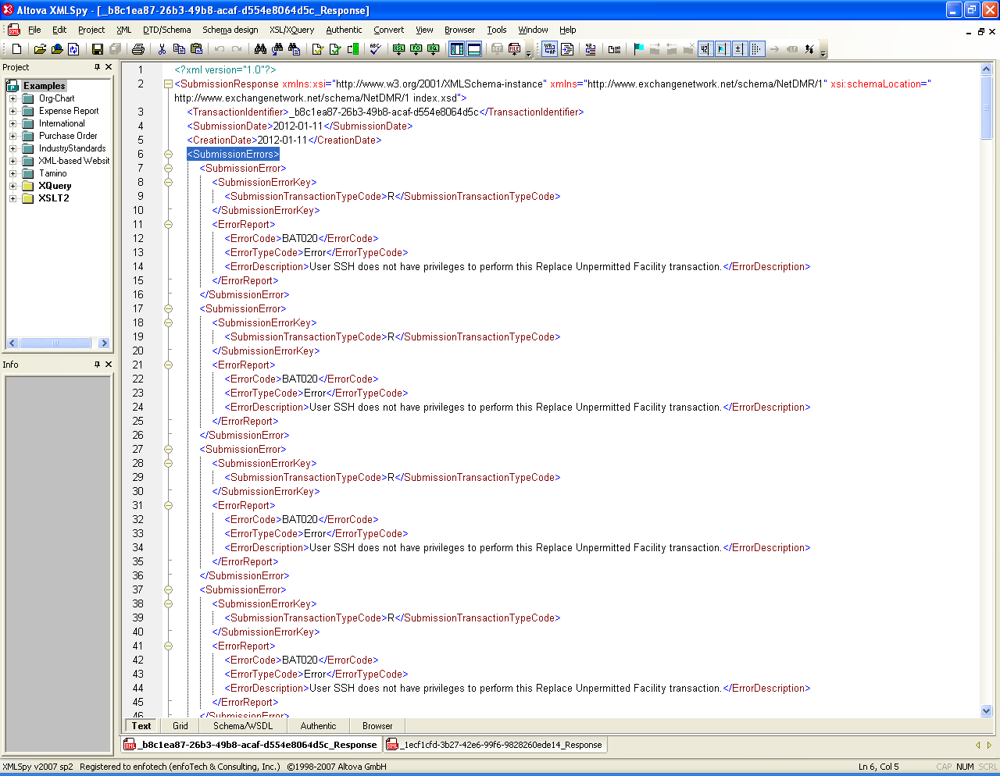 Altova XMLSpy - [_b8c1ea87-26b3-49b8-acaf-d554e8064d5c_Response]
File Edit Project XML DTD/Schema Schema design XSL/XQuery Authentic Convert View Browser Tools Window Help
Project
Examples
Org-Chart
Expense Report
International
Purchase Order
IndustryStandards
XML-based Websit
Tamino
XQuery
XSLT2
Info
1 <?xml version="1.0"?>
2 <SubmissionResponse xmlns:xsi="http://www.w3.org/2001/XMLSchema-instance" xmlns="http://www.exchangenetwork.net/schema/NetDMR/1" xsi:schemaLocation="
http://www.exchangenetwork.net/schema/NetDMR/1 index.xsd">
3 <TransactionIdentifier>_b8c1ea87-26b3-49b8-acaf-d554e8064d5c</TransactionIdentifier>
4 <SubmissionDate>2012-01-11</SubmissionDate>
5 <CreationDate>2012-01-11</CreationDate>
6 <SubmissionErrors>
7 <SubmissionError>
8 <SubmissionErrorKey>
9 <SubmissionTransactionTypeCode>R</SubmissionTransactionTypeCode>
10 </SubmissionErrorKey>
11 <ErrorReport>
12 <ErrorCode>BAT020</ErrorCode>
13 <ErrorTypeCode>Error</ErrorTypeCode>
14 <ErrorDescription>User SSH does not have privileges to perform this Replace Unpermitted Facility transaction.</ErrorDescription>
15 </ErrorReport>
16 </SubmissionError>
17 <SubmissionError>
18 <SubmissionErrorKey>
19 <SubmissionTransactionTypeCode>R</SubmissionTransactionTypeCode>
20 </SubmissionErrorKey>
21 <ErrorReport>
22 <ErrorCode>BAT020</ErrorCode>
23 <ErrorTypeCode>Error</ErrorTypeCode>
24 <ErrorDescription>User SSH does not have privileges to perform this Replace Unpermitted Facility transaction.</ErrorDescription>
25 </ErrorReport>
26 </SubmissionError>
27 <SubmissionError>
28 <SubmissionErrorKey>
29 <SubmissionTransactionTypeCode>R</SubmissionTransactionTypeCode>
30 </SubmissionErrorKey>
31 <ErrorReport>
32 <ErrorCode>BAT020</ErrorCode>
33 <ErrorTypeCode>Error</ErrorTypeCode>
34 <ErrorDescription>User SSH does not have privileges to perform this Replace Unpermitted Facility transaction.</ErrorDescription>
35 </ErrorReport>
36 </SubmissionError>
37 <SubmissionError>
38 <SubmissionErrorKey>
39 <SubmissionTransactionTypeCode>R</SubmissionTransactionTypeCode>
40 </SubmissionErrorKey>
41 <ErrorReport>
42 <ErrorCode>BAT020</ErrorCode>
43 <ErrorTypeCode>Error</ErrorTypeCode>
44 <ErrorDescription>User SSH does not have privileges to perform this Replace Unpermitted Facility transaction.</ErrorDescription>
45 </ErrorReport>
46 </SubmissionError>
Text Grid Schema/WSDL Authentic Browser
_b8c1ea87-26b3-49b8-acaf-d554e8064d5c_Response _1ecf1cfd-3b27-42e6-99f6-9828260ede14_Response
XMLSpy v2007 sp2 Registered to enfotech (enfoTech & Consulting, Inc.) ©1998-2007 Altova GmbH Ln 6, Col 5 CAP NUM SCRL